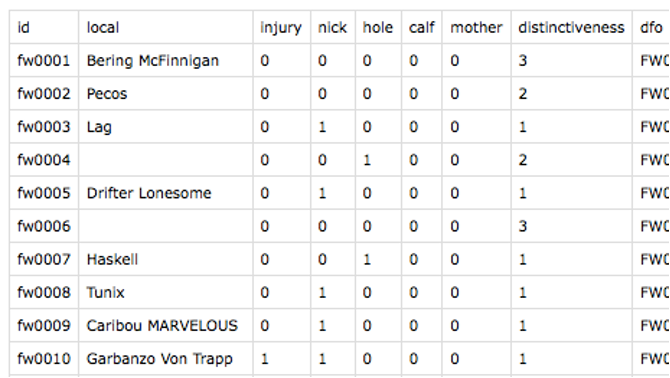 id local injury nick hole calf mother distinctiveness dfo
fw0001 Bering McFinnigan 0 0 0 0 0 3 FW0
fw0002 Pecos 0 0 0 0 0 2 FW0
fw0003 Lag 0 1 0 0 0 1 FW0
fw0004 0 0 1 0 0 2 FW0
fw0005 Drifter Lonesome 0 1 0 0 0 1 FW0
fw0006 0 0 0 0 0 3 FW0
fw0007 Haskell 0 0 1 0 0 1 FW0
fw0008 Tunix 0 1 0 0 0 1 FW0
fw0009 Caribou MARVELOUS 0 1 0 0 0 1 FW0
fw0010 Garbanzo Von Trapp 1 1 0 0 0 1 FW0